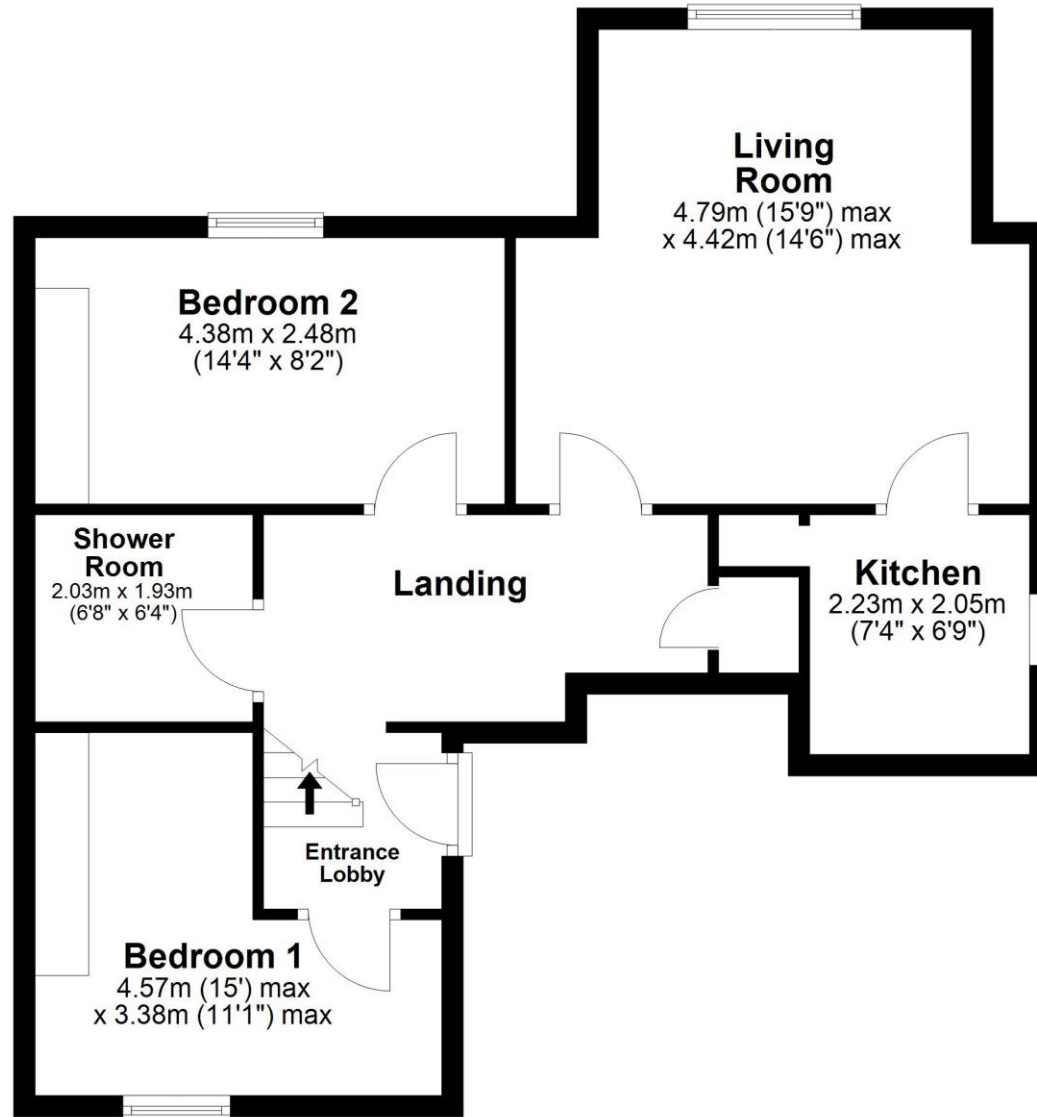 Living
Room
4.79m (15'9") max
x 4.42m (14'6") max
Bedroom 2
4.38m x 2.48m
(14'4" x 8'2")
Shower
Room
2.03m x 1.93m
(6'8" x 6'4")
Landing
Kitchen
2.23m x 2.05m
(7'4" x 6'9")
Entrance
Lobby
Bedroom 1
4.57m (15') max
x 3.38m (11'1") max